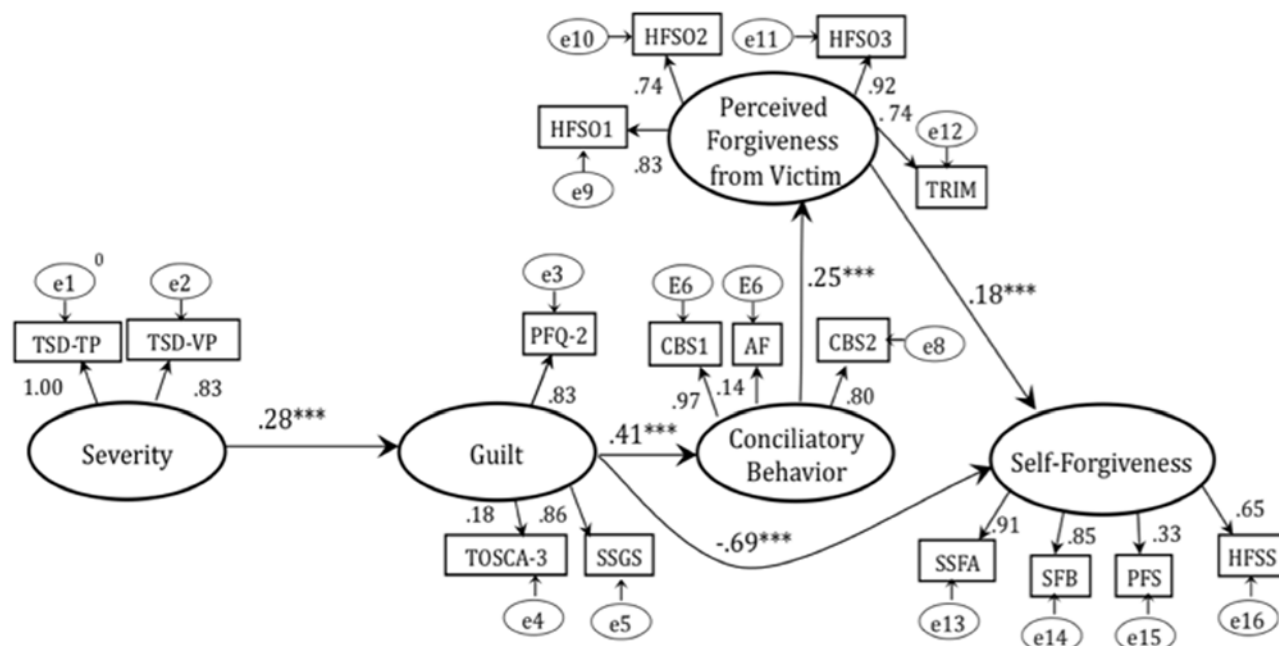 e10
HFSO2
e11
HFSO3
.74
.92
Perceived
Forgiveness
from Victim
.74
e12
HFSO1
.83
e9
TRIM
e1
0
e2
e3
TSD-TP
TSD-VP
PFQ-2
E6
E6
CBS1
AF
CBS2
e8
.25***
.18***
1.00
.83
.83
.97
.14
.80
Severity
.28***
Guilt
.41***
Conciliatory
Behavior
Self-Forgiveness
.18
.86
-.69***
.91
.85
.33
.65
TOSCA-3
SSGS
SSFA
SFB
PFS
HFSS
e4
e5
e13
e14
e15
e16